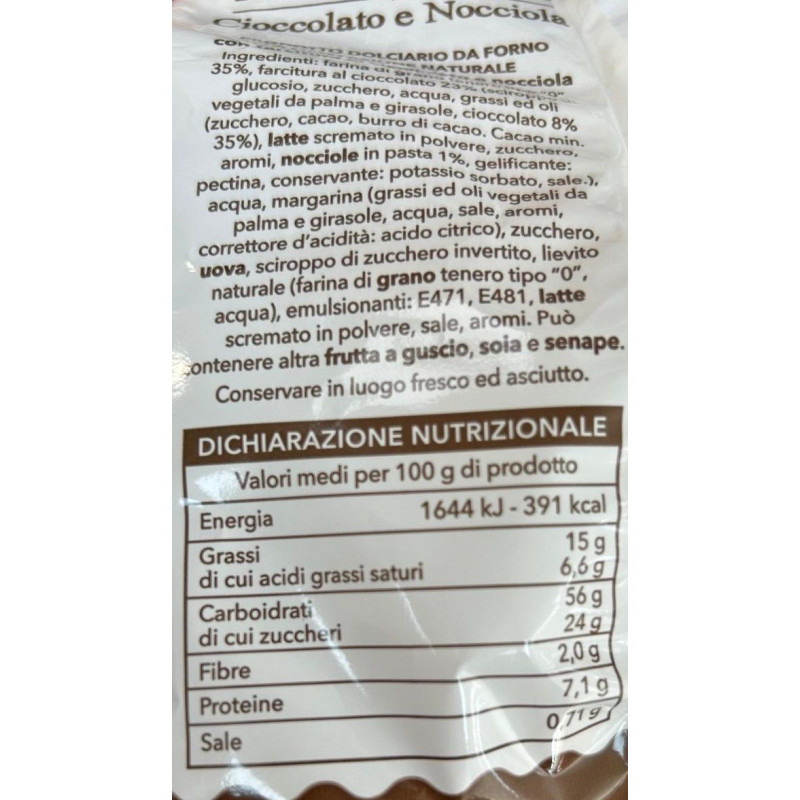 Cioccolato e Nocciola
DOLCIARIO DA FORNO
NATURALE
Ingredienti: farina di nocciola
35%, farcitura al cioccolato 23%
glucosio, zucchero, acqua, grassi ed oli
vegetali da palma e girasole, cioccolato 8%
(zucchero, cacao, burro di cacao. Cacao min.
35%), latte scremato in polvere, zucchero,
aromi, nocciole in pasta 1%, gelificante:
pectina, conservante: potassio sorbato, sale.),
acqua, margarina (grassi ed oli vegetali da
palma e girasole, acqua, sale, aromi,
correttore d'acidità: acido citrico), zucchero,
uova, sciroppo di zucchero invertito, lievito
naturale (farina di grano tenero tipo "0",
acqua), emulsionanti: E471, E481, latte
scremato in polvere, sale, aromi. Può
contenere altra frutta a guscio, soia e senape.
Conservare in luogo fresco ed asciutto.
DICHIARAZIONE NUTRIZIONALE
Valori medi per 100 g di prodotto
Energia 1644 kJ - 391 kcal
Grassi 15 g
di cui acidi grassi saturi 6,6 g
Carboidrati 56 g
di cui zuccheri 24 g
Fibre 2,0 g
Proteine 7,1 g
Sale 0,71 g